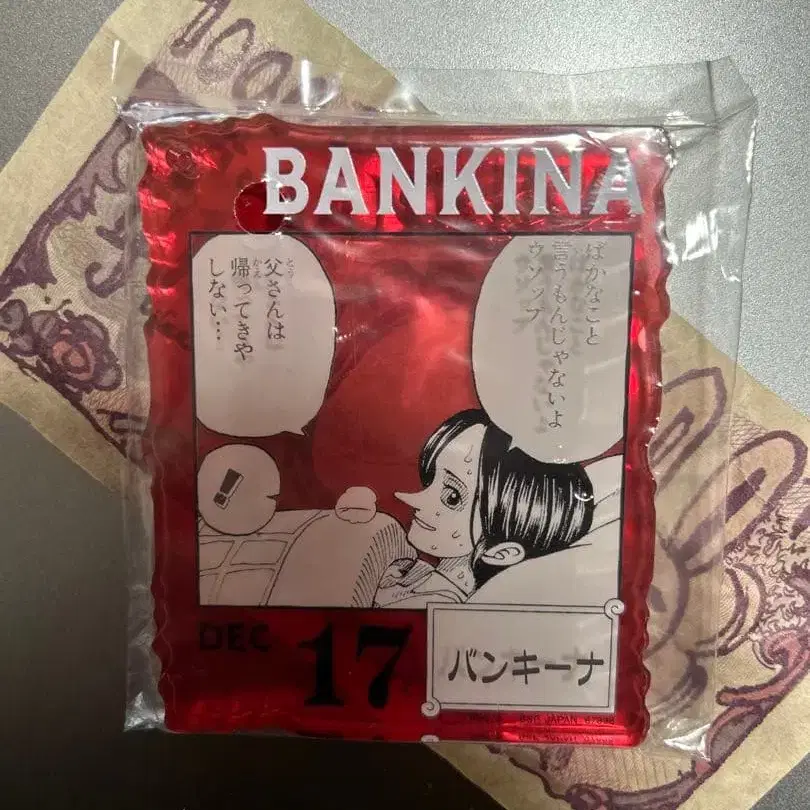 BANKINA
ばかなこと
言うもんじゃないよ
ウソップ
父さんは
帰ってきや
しない…
!
DEC 17
バンキーナ